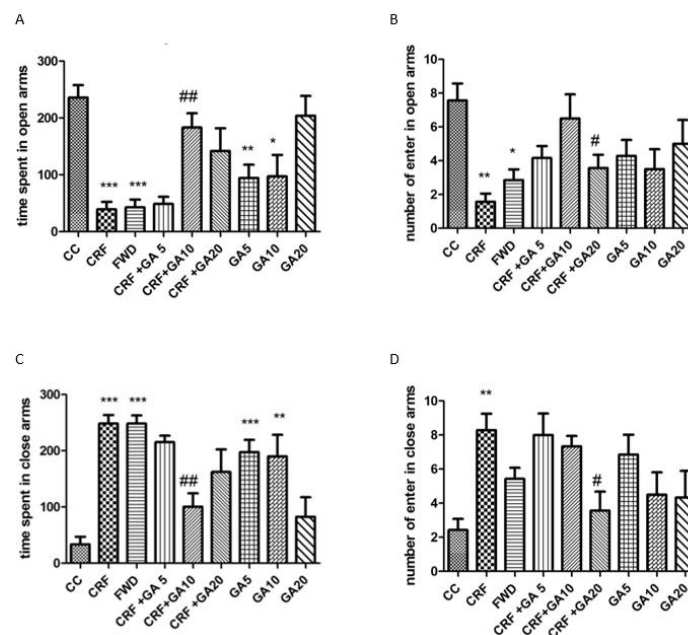 A
time spent in open arms
300
200
100
0
***
***
##
**
*
CC
CRF
FWD
CRF +GA 5
CRF+GA10
CRF+GA20
GA5
GA10
GA20
B
number of enter in open arms
10
8
6
4
2
0
**
*
#
CC
CRF
FWD
CRF +GA 5
CRF+GA10
CRF+GA20
GA5
GA10
GA20
C
time spent in close arms
300
200
100
0
***
***
##
***
**
CC
CRF
FWD
CRF +GA 5
CRF+GA10
CRF+GA20
GA5
GA10
GA20
D
number of enter in close arms
10
8
6
4
2
0
**
#
CC
CRF
FWD
CRF +GA 5
CRF+GA10
CRF+GA20
GA5
GA10
GA20